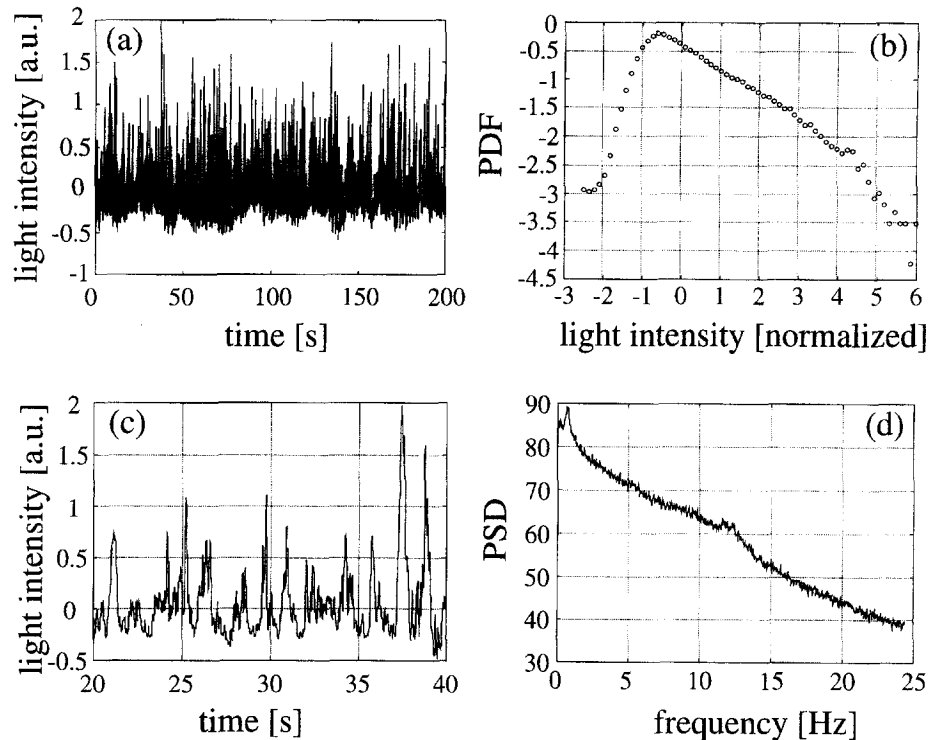 (a)
light intensity [a.u.]
2
1.5
1
0.5
0
-0.5
-1
0 50 100 150 200
time [s]
(b)
PDF
-0
-0.5
-1
-1.5
-2
-2.5
-3
-3.5
-4
-4.5
-3 -2 -1 0 1 2 3 4 5 6
light intensity [normalized]
(c)
light intensity [a.u.]
2
1.5
1
0.5
0
-0.5
20 25 30 35 40
time [s]
(d)
PSD
90
80
70
60
50
40
30
0 5 10 15 20 25
frequency [Hz]